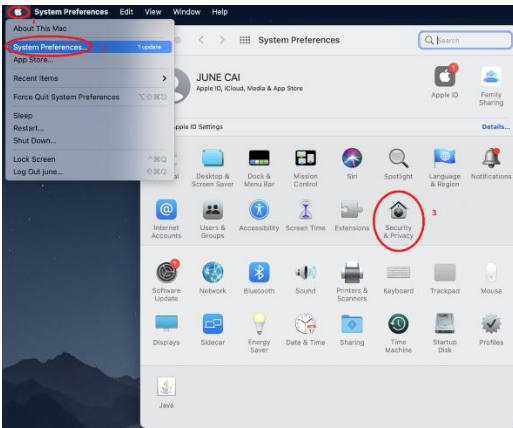 System Preferences Edit View Window Help
About This Mac
System Preferences... 1 update
App Store...
Recent Items
Force Quit System Preferences
Sleep
Restart...
Shut Down...
Lock Screen
Log Out june...
System Preferences
Search
JUNE CAI
Apple ID, iCloud, Media & App Store
Apple ID
Family
Sharing
Apple ID Settings
Details...
Desktop &
Screen Saver
Dock &
Menu Bar
Mission
Control
Siri
Spotlight
Language
& Region
Notifications
Internet
Accounts
Users &
Groups
Accessibility
Screen Time
Extensions
Security
& Privacy
3
Software
Update
Network
Bluetooth
Sound
Printers &
Scanners
Keyboard
Trackpad
Mouse
Displays
Sidecar
Energy
Saver
Date & Time
Sharing
Time
Machine
Startup
Disk
Profiles
Java